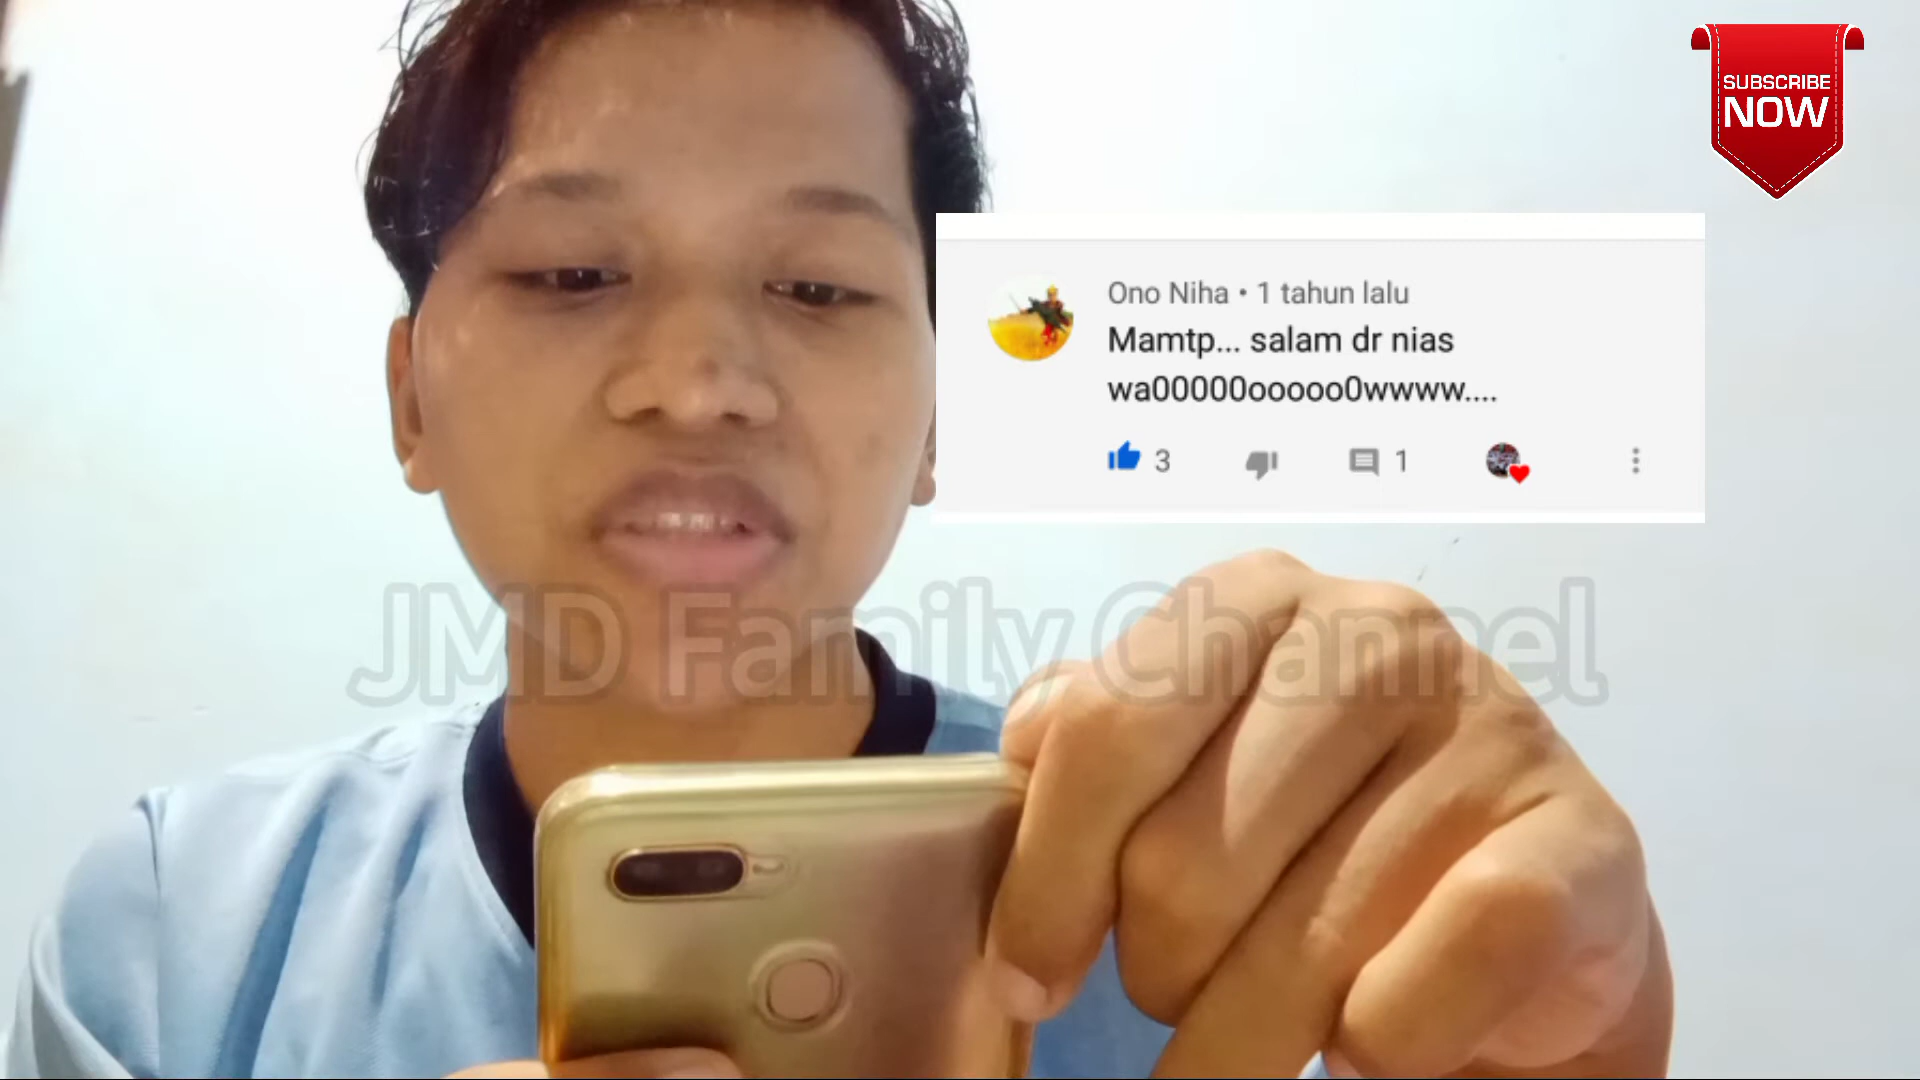 SUBSCRIBE
NOW
Ono Niha • 1 tahun lalu
Mamtp... salam dr nias
wa00000ooooo0wwww....
3
1
JMD Family Channel